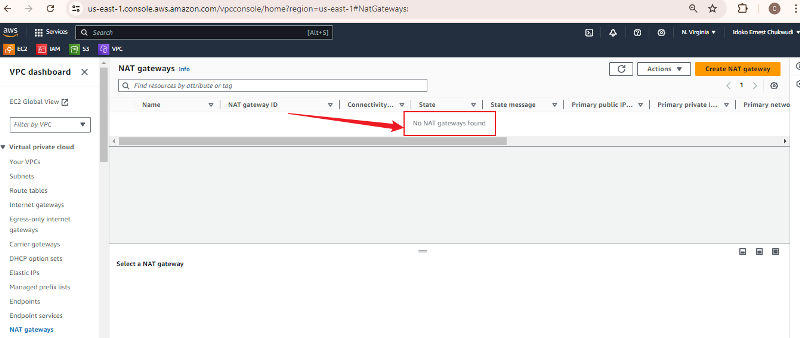 us-east-1.console.aws.amazon.com/vpcconsole/home?region=us-east-1#NatGateways:
aws
Services
Search
[Alt+S]
N. Virginia
Idoko Ernest Chukwudi
EC2
IAM
S3
VPC
VPC dashboard
EC2 Global View
Filter by VPC
Virtual private cloud
Your VPCs
Subnets
Route tables
Internet gateways
Egress-only internet
gateways
Carrier gateways
DHCP option sets
Elastic IPs
Managed prefix lists
Endpoints
Endpoint services
NAT gateways
NAT gateways Info
Actions
Create NAT gateway
Find resources by attribute or tag
1
Name
NAT gateway ID
Connectivity...
State
State message
Primary public IP...
Primary private I...
Primary netwo
No NAT gateways found
Select a NAT gateway